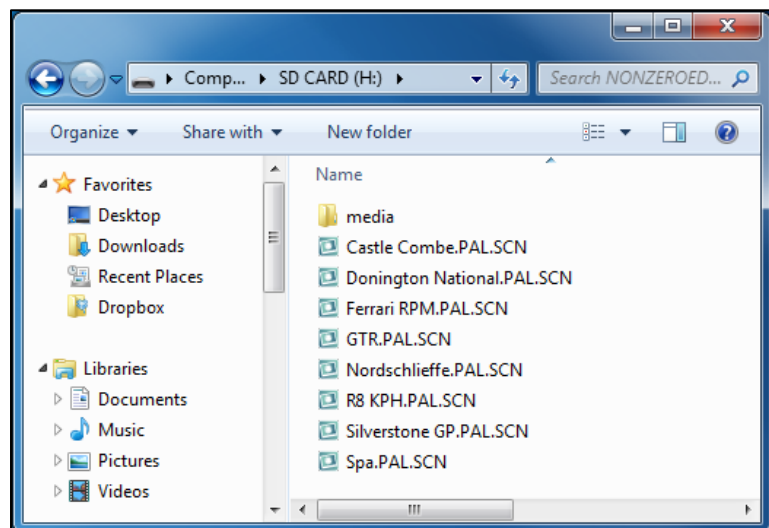 Comp... SD CARD (H:) Search NONZEROED...
Organize Share with New folder
Favorites
Desktop
Downloads
Recent Places
Dropbox
Libraries
Documents
Music
Pictures
Videos
Name
media
Castle Combe.PAL.SCN
Donington National.PAL.SCN
Ferrari RPM.PAL.SCN
GTR.PAL.SCN
Nordschlieffe.PAL.SCN
R8 KPH.PAL.SCN
Silverstone GP.PAL.SCN
Spa.PAL.SCN